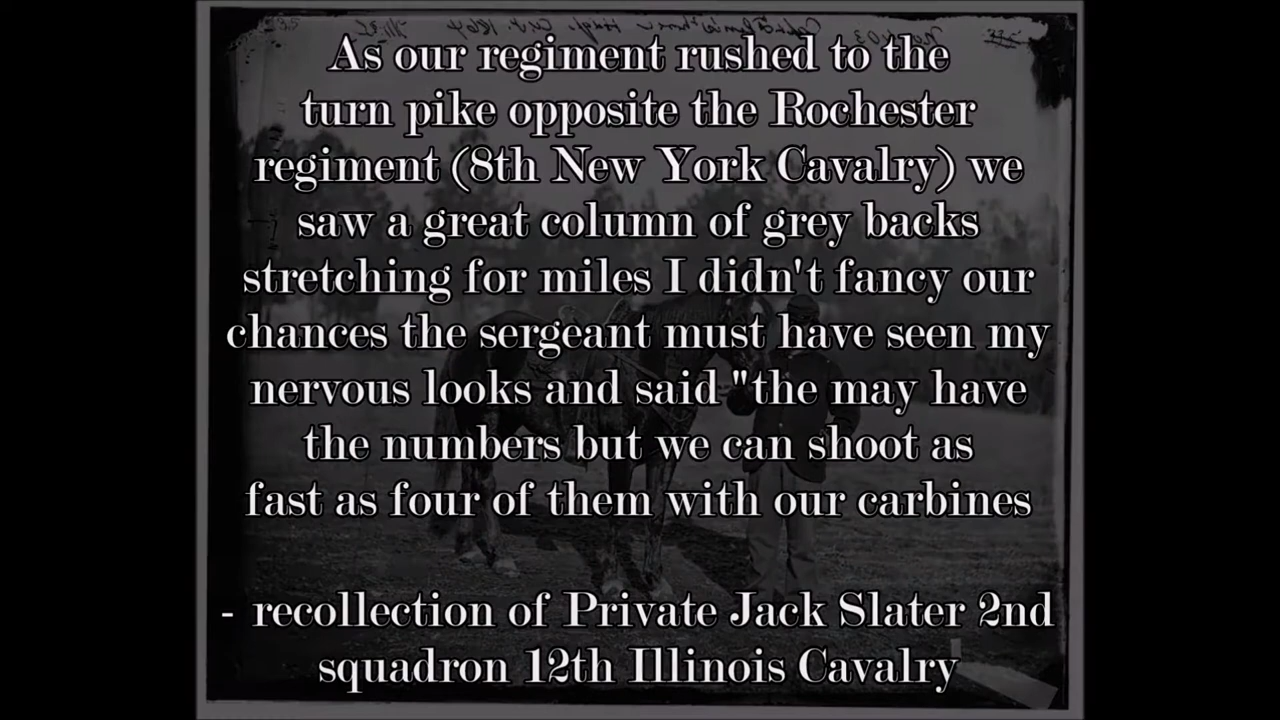 As our regiment rushed to the
turn pike opposite the Rochester
regiment (8th New York Cavalry) we
saw a great column of grey backs
stretching for miles I didn't fancy our
chances the sergeant must have seen my
nervous looks and said "the may have
the numbers but we can shoot as
fast as four of them with our carbines
- recollection of Private Jack Slater 2nd
squadron 12th Illinois Cavalry